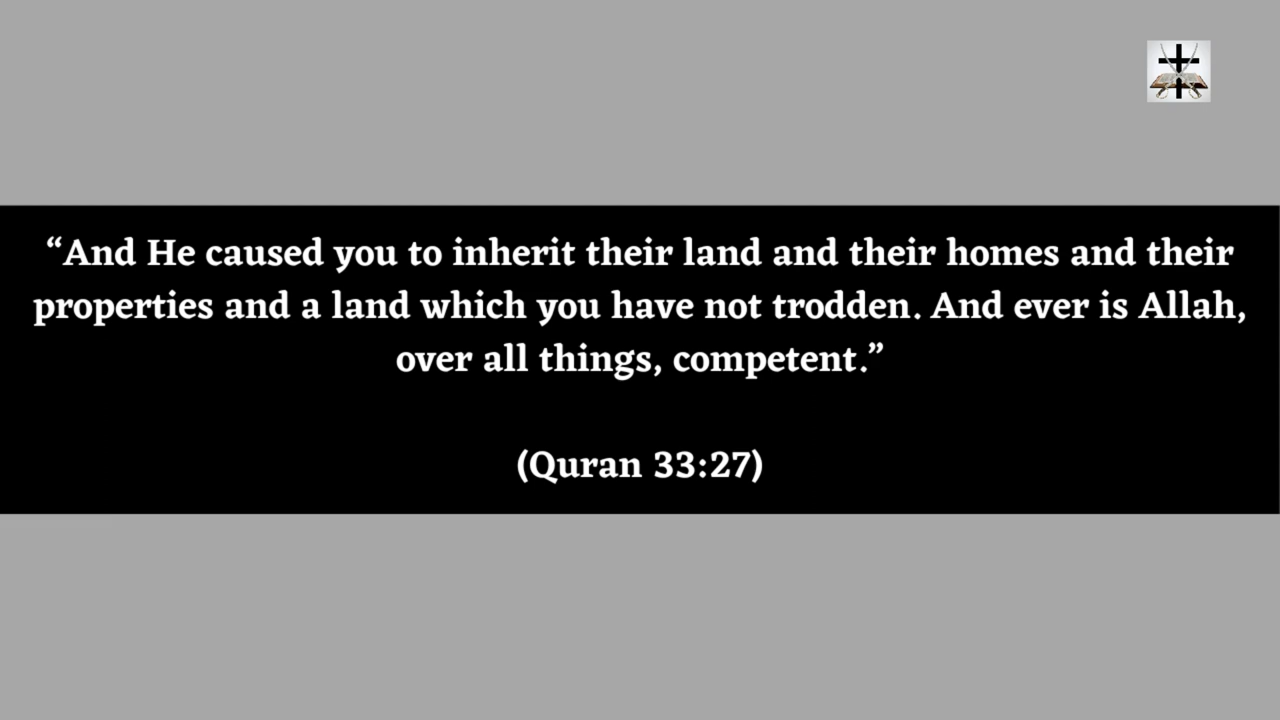 “And He caused you to inherit their land and their homes and their
properties and a land which you have not trodden. And ever is Allah,
over all things, competent.”
(Quran 33:27)